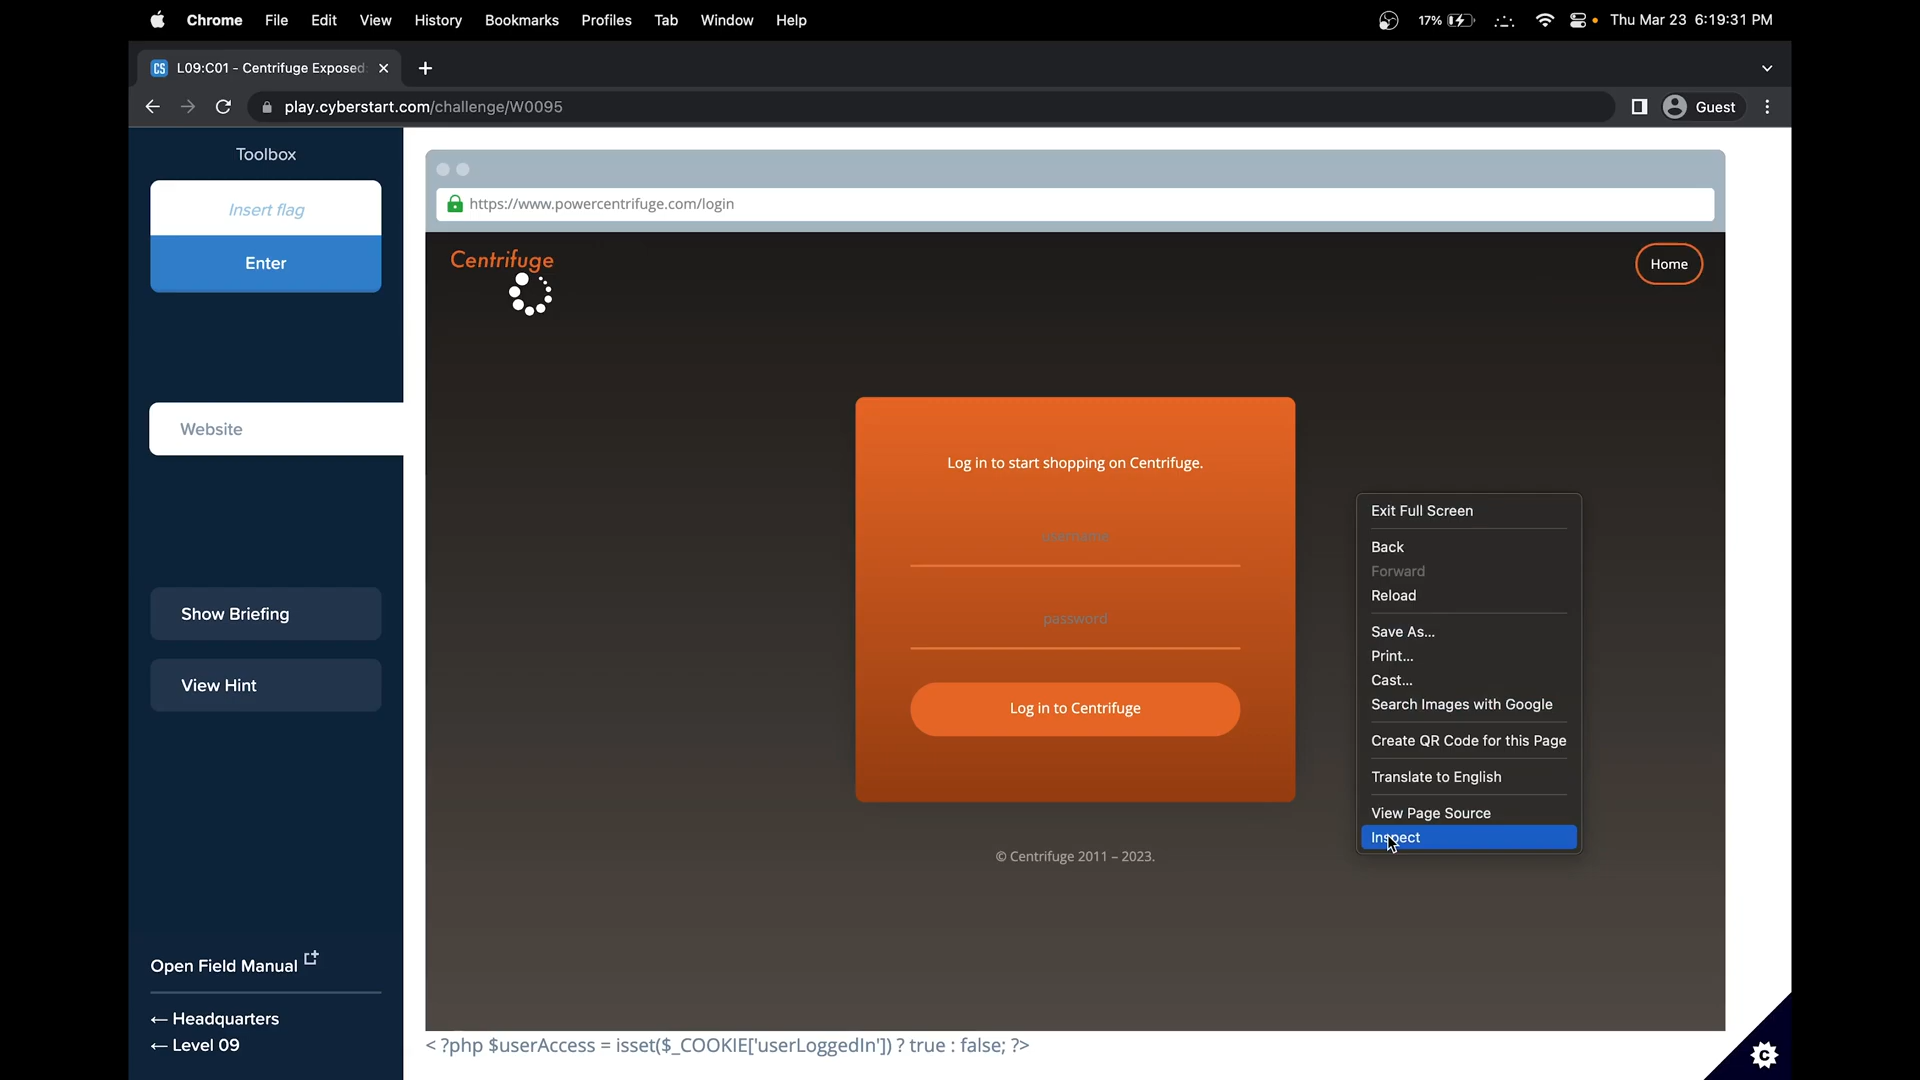 Chrome File Edit View History Bookmarks Profiles Tab Window Help 17% Thu Mar 23 6:19:31 PM
CS L09:C01 - Centrifuge Exposed:
play.cyberstart.com/challenge/W0095 Guest
Toolbox
Insert flag
Enter
Website
Show Briefing
View Hint
Open Field Manual
← Headquarters
← Level 09
https://www.powercentrifuge.com/login
Centrifuge
Home
Log in to start shopping on Centrifuge.
username
password
Log in to Centrifuge
© Centrifuge 2011 – 2023.
Exit Full Screen
Back
Forward
Reload
Save As...
Print...
Cast...
Search Images with Google
Create QR Code for this Page
Translate to English
View Page Source
Inspect
< ?php $userAccess = isset($_COOKIE['userLoggedIn']) ? true : false; ?>
C